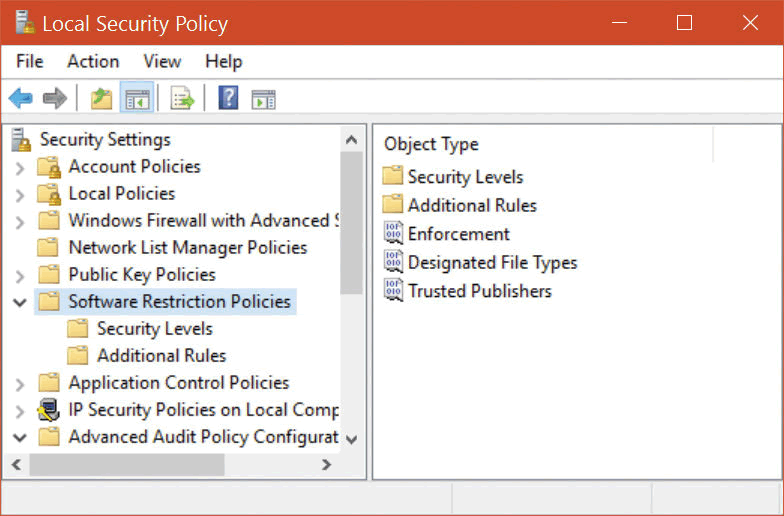 Local Security Policy
File Action View Help
Security Settings
Account Policies
Local Policies
Windows Firewall with Advanced S
Network List Manager Policies
Public Key Policies
Software Restriction Policies
Security Levels
Additional Rules
Application Control Policies
IP Security Policies on Local Comp
Advanced Audit Policy Configurat
Object Type
Security Levels
Additional Rules
Enforcement
Designated File Types
Trusted Publishers